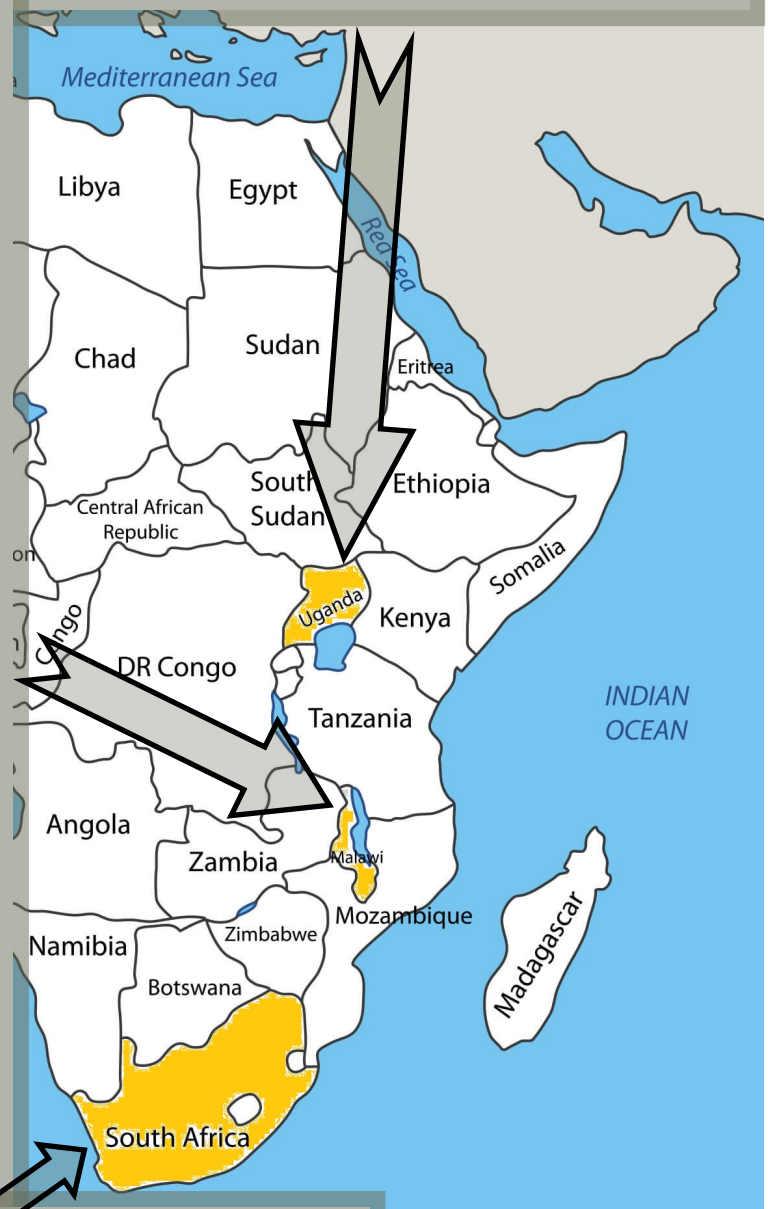 Mediterranean Sea
Libya
Egypt
Red Sea
Chad
Sudan
Eritrea
South
Sudan
Ethiopia
Central African
Republic
on
Somalia
Uganda
Kenya
Congo
DR Congo
INDIAN
OCEAN
Tanzania
Angola
Malawi
Zambia
Mozambique
Zimbabwe
Namibia
Madagascar
Botswana
South Africa